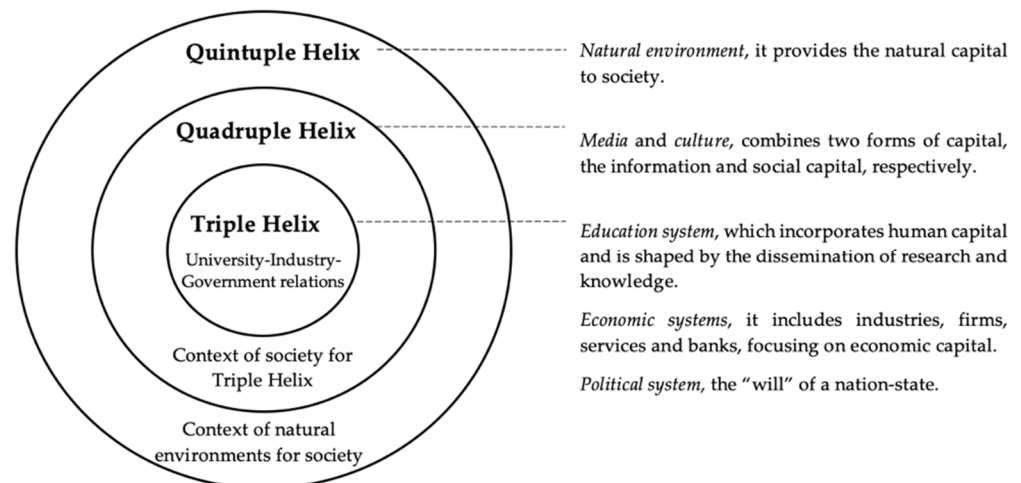 Quintuple Helix
Quadruple Helix
Triple Helix
University-Industry-
Government relations
Context of society for
Triple Helix
Context of natural
environments for society
Natural environment, it provides the natural capital
to society.
Media and culture, combines two forms of capital,
the information and social capital, respectively.
Education system, which incorporates human capital
and is shaped by the dissemination of research and
knowledge.
Economic systems, it includes industries, firms,
services and banks, focusing on economic capital.
Political system, the “will” of a nation-state.